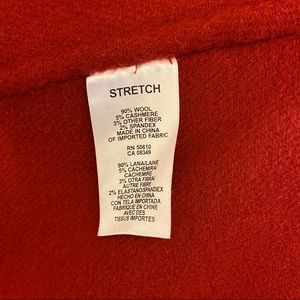 STRETCH
90% WOOL
5% CASHMERE
3% OTHER FIBER
2% SPANDEX
MADE IN CHINA
OF IMPORTED FABRIC
RN 50610
CA 08349
90% LANA/LAINE
5% CACHEMIRA/
CACHEMIRE
3% OTRA FIBRA/
AUTRE FIBRE
2% ELASTANO/SPANDEX
HECHO EN CHINA
CON TELA IMPORTADA
FABRIQUE EN CHINE
AVEC DES
TISSUS IMPORTES